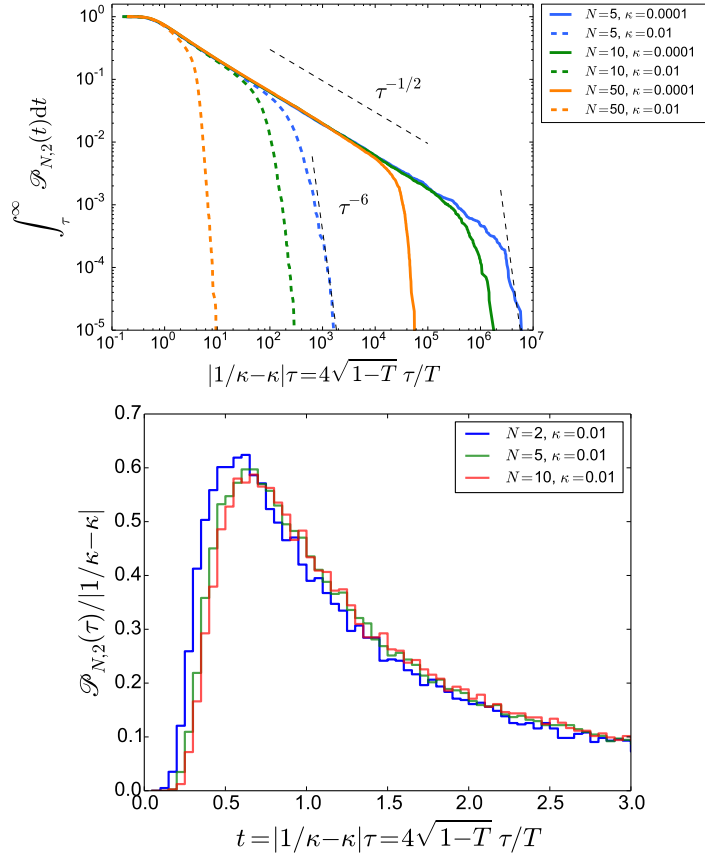 10^0
10^-1
10^-2
10^-3
10^-4
10^-5
∫_τ^∞ 𝒫_{N,2}(t)dt
τ^{−1/2}
τ^{−6}
10^-1 10^0 10^1 10^2 10^3 10^4 10^5 10^6 10^7
|1/κ−κ|τ=4√(1−T) τ/T
N=5, κ=0.0001
N=5, κ=0.01
N=10, κ=0.0001
N=10, κ=0.01
N=50, κ=0.0001
N=50, κ=0.01
0.7
0.6
0.5
0.4
0.3
0.2
0.1
0.0
𝒫_{N,2}(τ)/|1/κ−κ|
N=2, κ=0.01
N=5, κ=0.01
N=10, κ=0.01
0.0 0.5 1.0 1.5 2.0 2.5 3.0
t=|1/κ−κ|τ=4√(1−T) τ/T